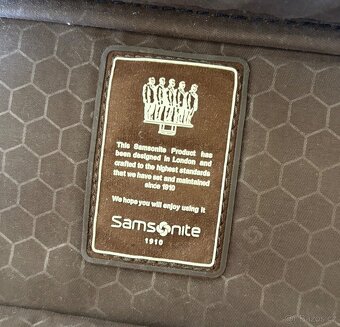 This Samsonite Product has
been designed in London and
crafted to the highest standards
that we have set and maintained
since 1910
We hope you will enjoy using it
Samsonite
1910